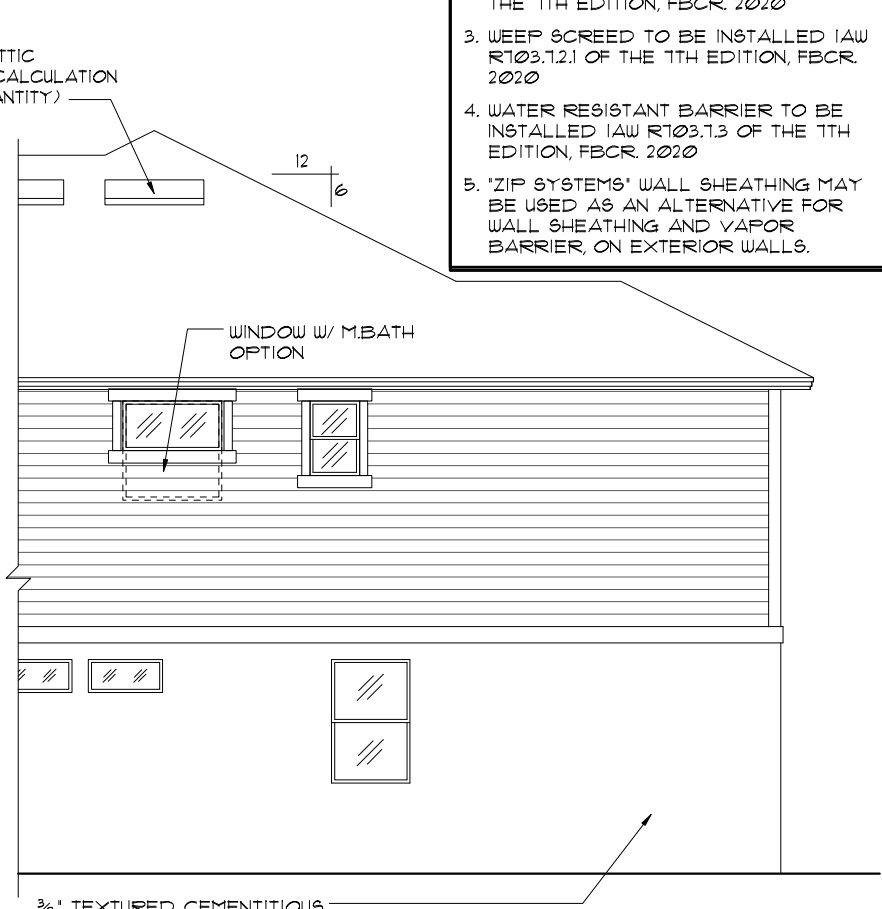 THE 7TH EDITION, FBCR. 2020
3. WEEP SCREED TO BE INSTALLED IAW
R703.7.2.1 OF THE 7TH EDITION, FBCR.
2020
4. WATER RESISTANT BARRIER TO BE
INSTALLED IAW R703.7.3 OF THE 7TH
EDITION, FBCR. 2020
5. "ZIP SYSTEMS" WALL SHEATHING MAY
BE USED AS AN ALTERNATIVE FOR
WALL SHEATHING AND VAPOR
BARRIER, ON EXTERIOR WALLS.
TTIC
CALCULATION
ANTITY)
12
6
WINDOW W/ M.BATH
OPTION
TEXTURED CEMENTITIOUS